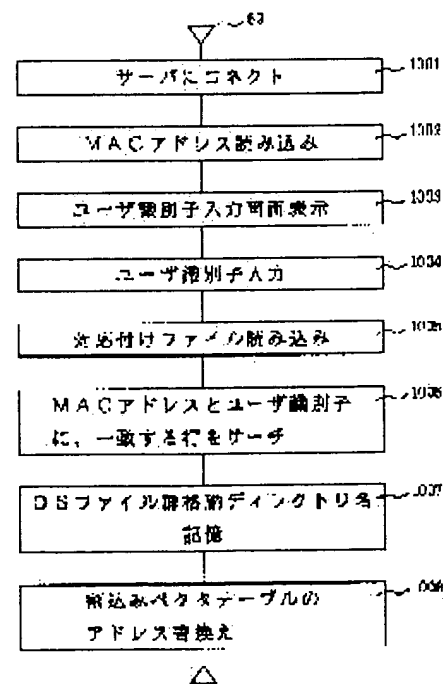 63
サーバにコネクト
1001
MACアドレス読み込み
1002
ユーザ識別子入力画面表示
1003
ユーザ識別子入力
1004
対応付けファイル読み込み
1005
MACアドレスとユーザ識別子
に、一致する行をサーチ
1006
OSファイル群格納ディレクトリ名
記憶
007
割込みベクタテーブルの
アドレス書換え
008